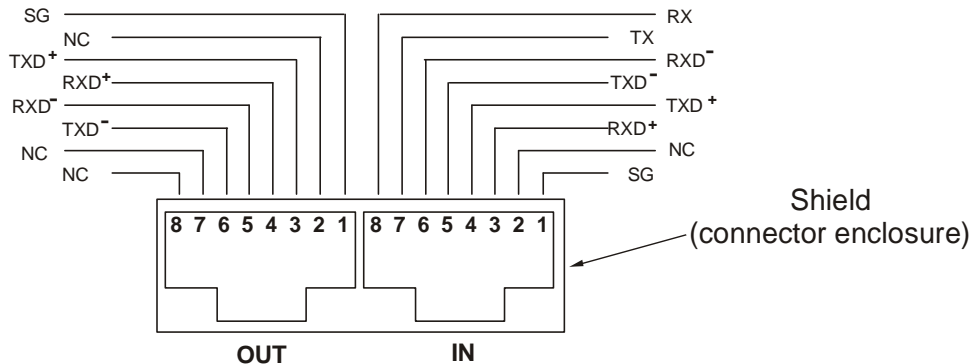 SG
NC
TXD+
RXD+
RXD-
TXD-
NC
NC
RX
TX
RXD-
TXD-
TXD+
RXD+
NC
SG
8 7 6 5 4 3 2 1
8 7 6 5 4 3 2 1
Shield
(connector enclosure)
OUT
IN